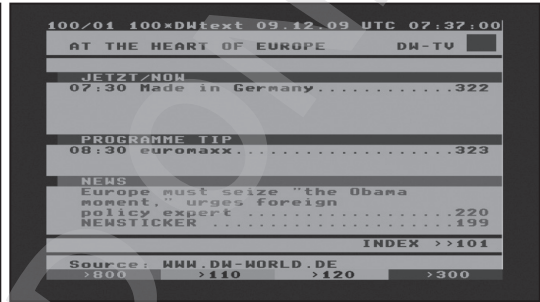 100/01 100×DWtext 09.12.09 UTC 07:37:00
AT THE HEART OF EUROPE DW-TV
JETZT/NOW
07:30 Made in Germany............322
PROGRAMME TIP
08:30 euromaxx...................323
NEWS
Europe must seize "the Obama
moment," urges foreign
policy expert ..................220
NEWSTICKER .....................199
INDEX >>101
Source: WWW.DW-WORLD.DE
>800 >110 >120 >300